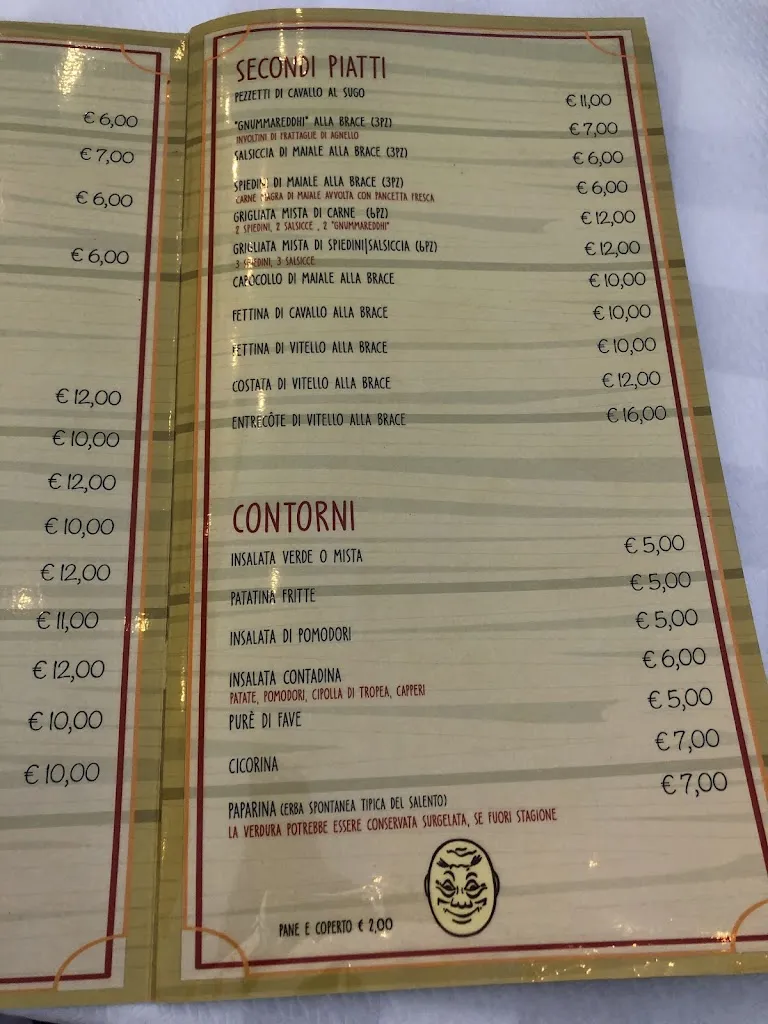 € 6,00
€ 7,00
€ 6,00
€ 6,00
€ 12,00
€ 10,00
€ 12,00
€ 10,00
€ 12,00
€ 11,00
€ 12,00
€ 10,00
€ 10,00
SECONDI PIATTI
PEZZETTI DI CAVALLO AL SUGO € 11,00
"GNUMMAREDDHI" ALLA BRACE (3PZ) € 7,00
INVOLTINI DI FRATTAGLIE DI AGNELLO
SALSICCIA DI MAIALE ALLA BRACE (3PZ) € 6,00
SPIEDINI DI MAIALE ALLA BRACE (3PZ) € 6,00
CARNE MAGRA DI MAIALE AVVOLTA CON PANCETTA FRESCA
GRIGLIATA MISTA DI CARNE (6PZ) € 12,00
2 SPIEDINI, 2 SALSICCE , 2 "GNUMMAREDDHI"
GRIGLIATA MISTA DI SPIEDINI|SALSICCIA (6PZ) € 12,00
3 SPIEDINI, 3 SALSICCE
CAPOCOLLO DI MAIALE ALLA BRACE € 10,00
FETTINA DI CAVALLO ALLA BRACE € 10,00
FETTINA DI VITELLO ALLA BRACE € 10,00
COSTATA DI VITELLO ALLA BRACE € 12,00
ENTRECÔTE DI VITELLO ALLA BRACE € 16,00
CONTORNI
INSALATA VERDE O MISTA € 5,00
PATATINA FRITTE € 5,00
INSALATA DI POMODORI € 5,00
INSALATA CONTADINA € 6,00
PATATE, POMODORI, CIPOLLA DI TROPEA, CAPPERI
PURÈ DI FAVE € 5,00
CICORINA € 7,00
PAPARINA (ERBA SPONTANEA TIPICA DEL SALENTO) € 7,00
LA VERDURA POTREBBE ESSERE CONSERVATA SURGELATA, SE FUORI STAGIONE
PANE E COPERTO € 2,00